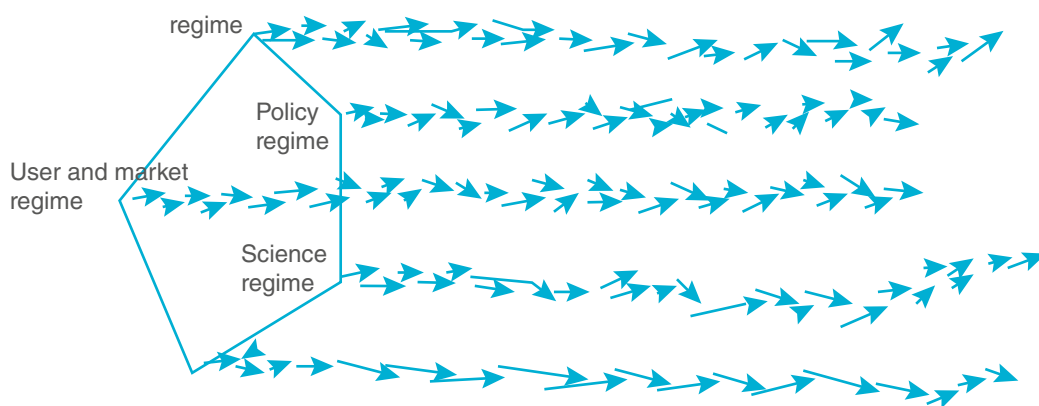 regime
Policy
regime
User and market
regime
Science
regime